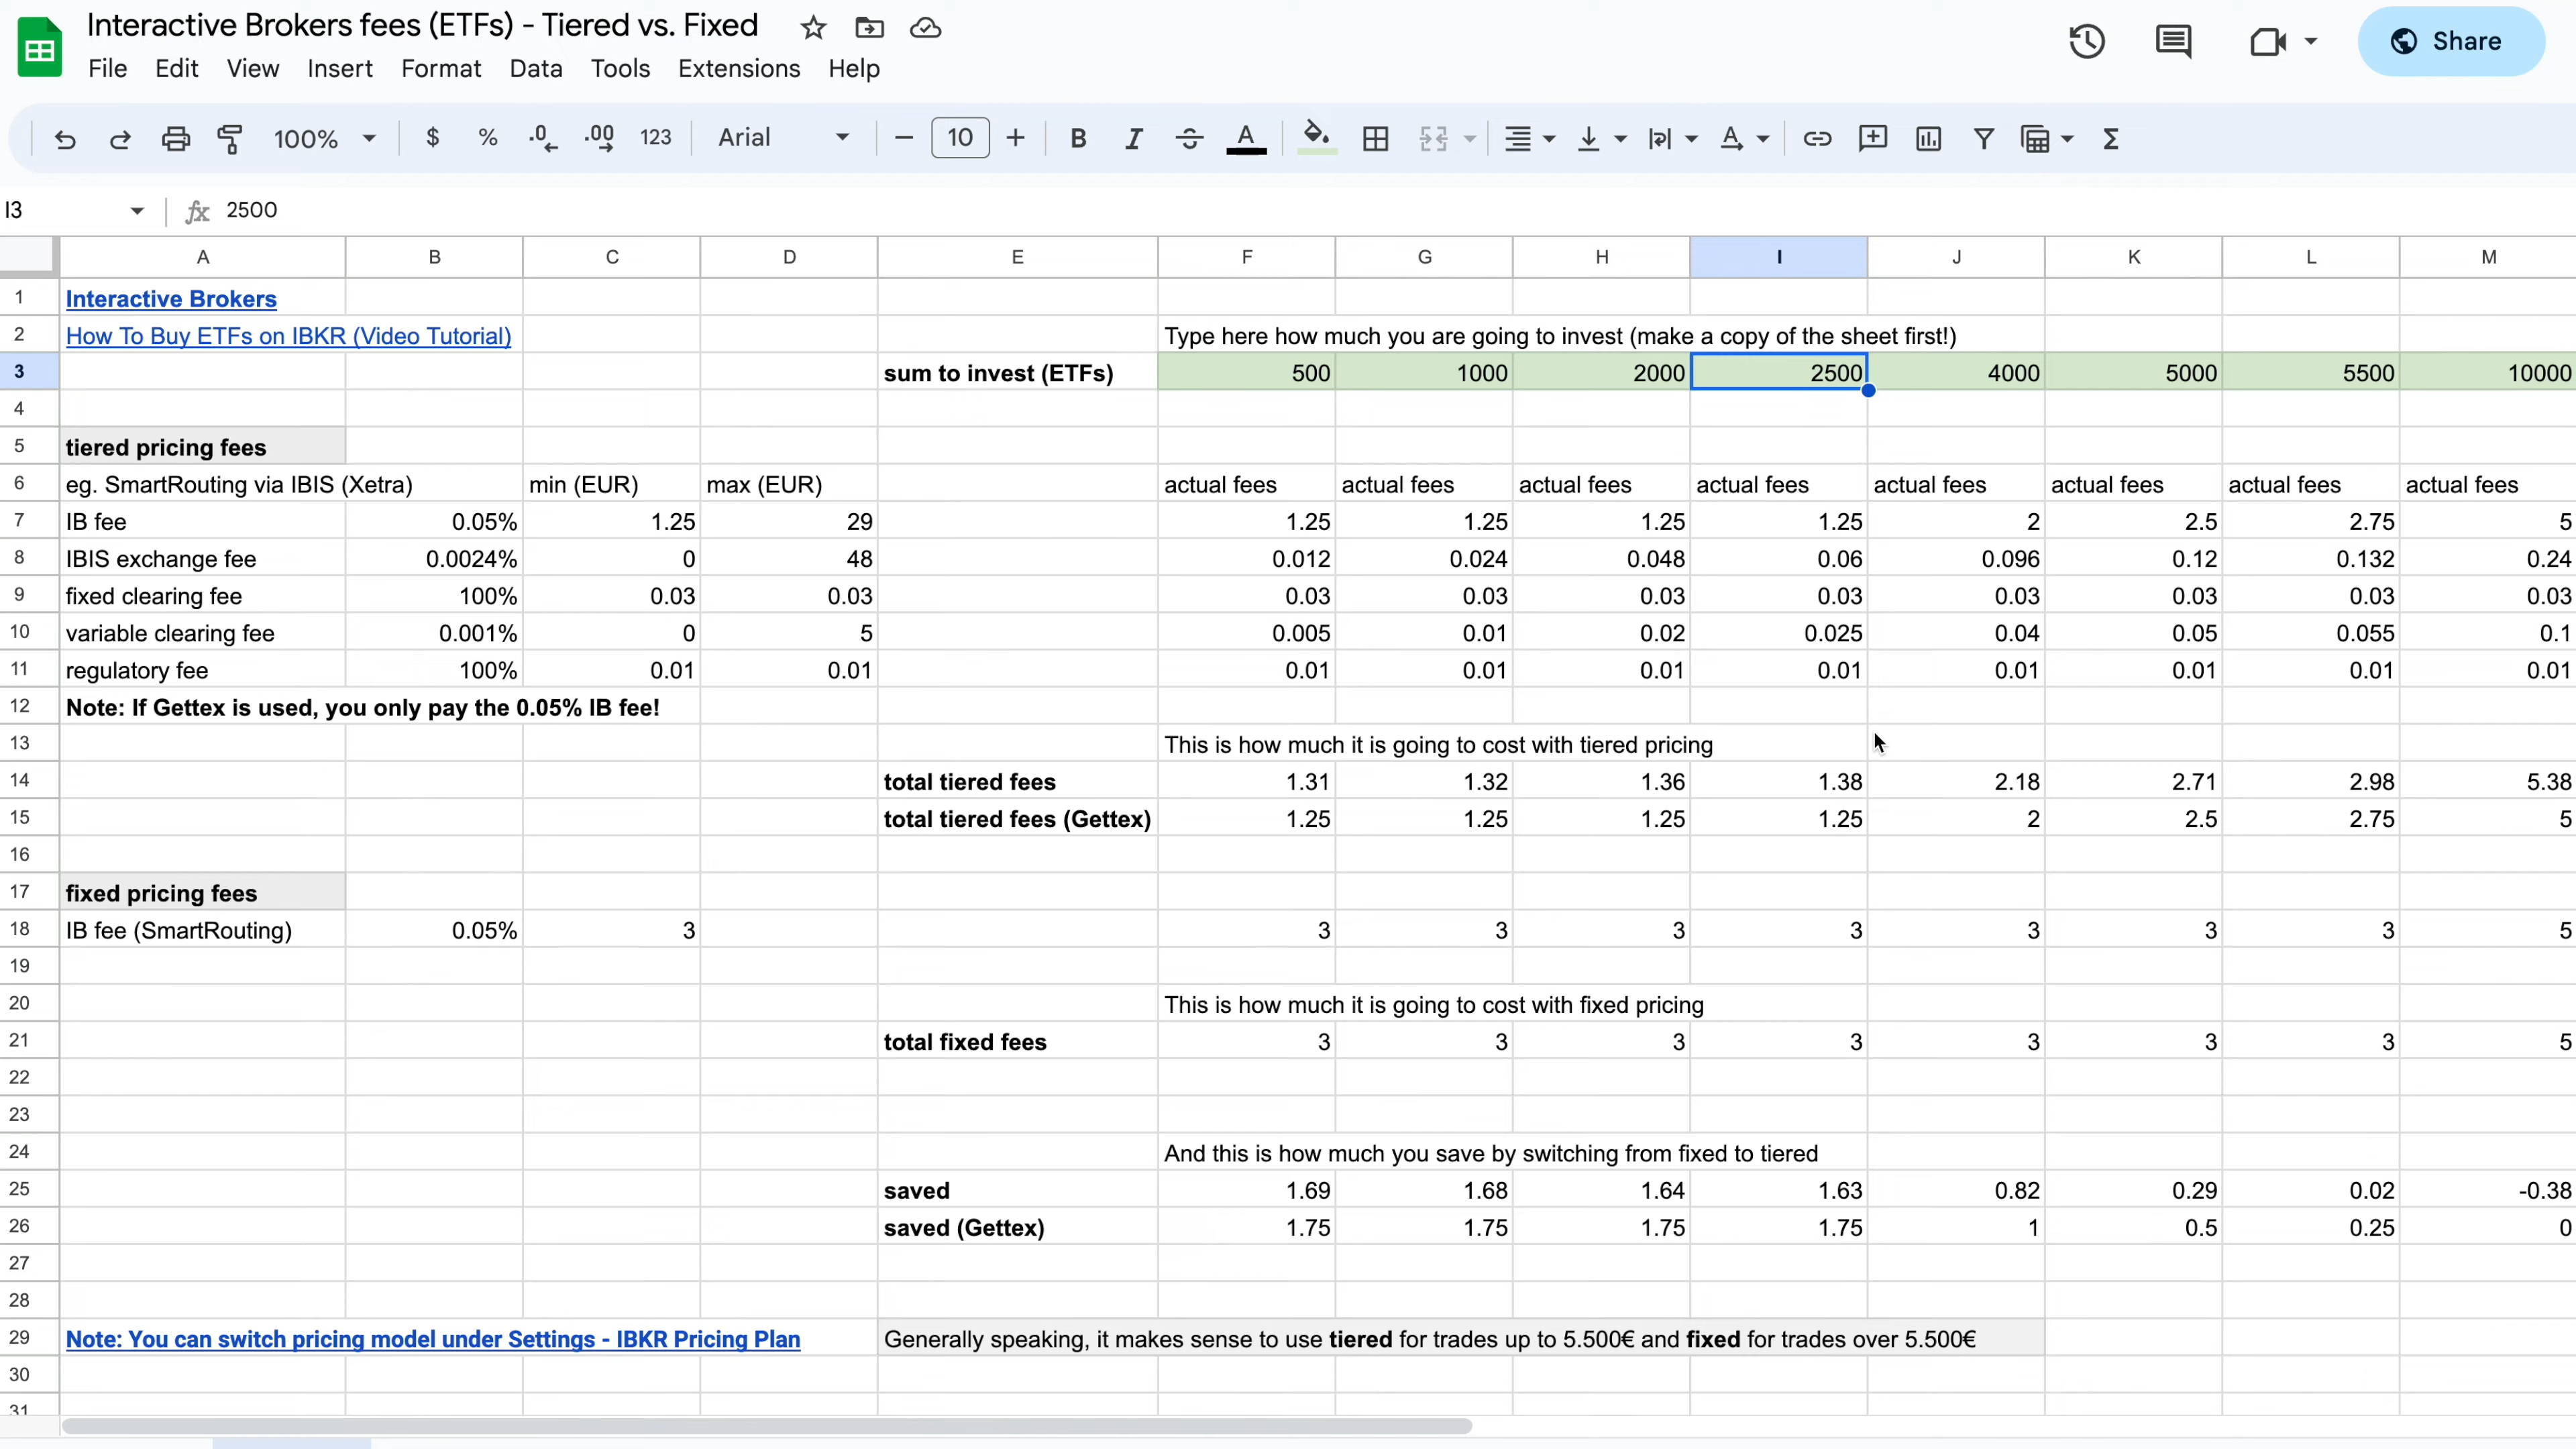 Interactive Brokers fees (ETFs) - Tiered vs. Fixed
File Edit View Insert Format Data Tools Extensions Help
Share
100% $ % .0 .00 123 Arial 10 B I S A
I3 fx 2500
A B C D E F G H I J K L M
1 Interactive Brokers
2 How To Buy ETFs on IBKR (Video Tutorial) Type here how much you are going to invest (make a copy of the sheet first!)
3 sum to invest (ETFs) 500 1000 2000 2500 4000 5000 5500 10000
4
5 tiered pricing fees
6 eg. SmartRouting via IBIS (Xetra) min (EUR) max (EUR) actual fees actual fees actual fees actual fees actual fees actual fees actual fees actual fees
7 IB fee 0.05% 1.25 29 1.25 1.25 1.25 1.25 2 2.5 2.75 5
8 IBIS exchange fee 0.0024% 0 48 0.012 0.024 0.048 0.06 0.096 0.12 0.132 0.24
9 fixed clearing fee 100% 0.03 0.03 0.03 0.03 0.03 0.03 0.03 0.03 0.03 0.03
10 variable clearing fee 0.001% 0 5 0.005 0.01 0.02 0.025 0.04 0.05 0.055 0.1
11 regulatory fee 100% 0.01 0.01 0.01 0.01 0.01 0.01 0.01 0.01 0.01 0.01
12 Note: If Gettex is used, you only pay the 0.05% IB fee!
13 This is how much it is going to cost with tiered pricing
14 total tiered fees 1.31 1.32 1.36 1.38 2.18 2.71 2.98 5.38
15 total tiered fees (Gettex) 1.25 1.25 1.25 1.25 2 2.5 2.75 5
16
17 fixed pricing fees
18 IB fee (SmartRouting) 0.05% 3 3 3 3 3 3 3 3 5
19
20 This is how much it is going to cost with fixed pricing
21 total fixed fees 3 3 3 3 3 3 3 5
22
23
24 And this is how much you save by switching from fixed to tiered
25 saved 1.69 1.68 1.64 1.63 0.82 0.29 0.02 -0.38
26 saved (Gettex) 1.75 1.75 1.75 1.75 1 0.5 0.25 0
27
28
29 Note: You can switch pricing model under Settings - IBKR Pricing Plan Generally speaking, it makes sense to use tiered for trades up to 5.500€ and fixed for trades over 5.500€
30
31